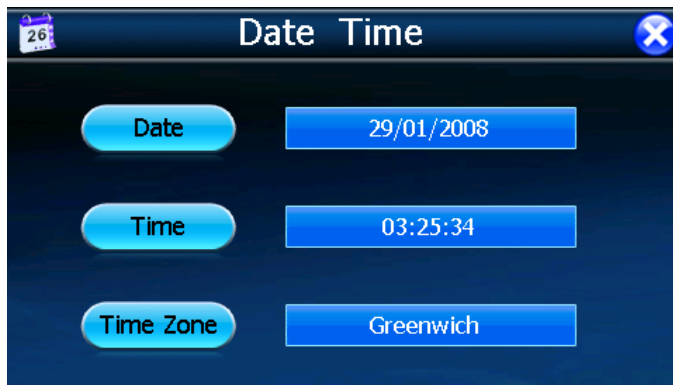 26
Date Time
Date 29/01/2008
Time 03:25:34
Time Zone Greenwich